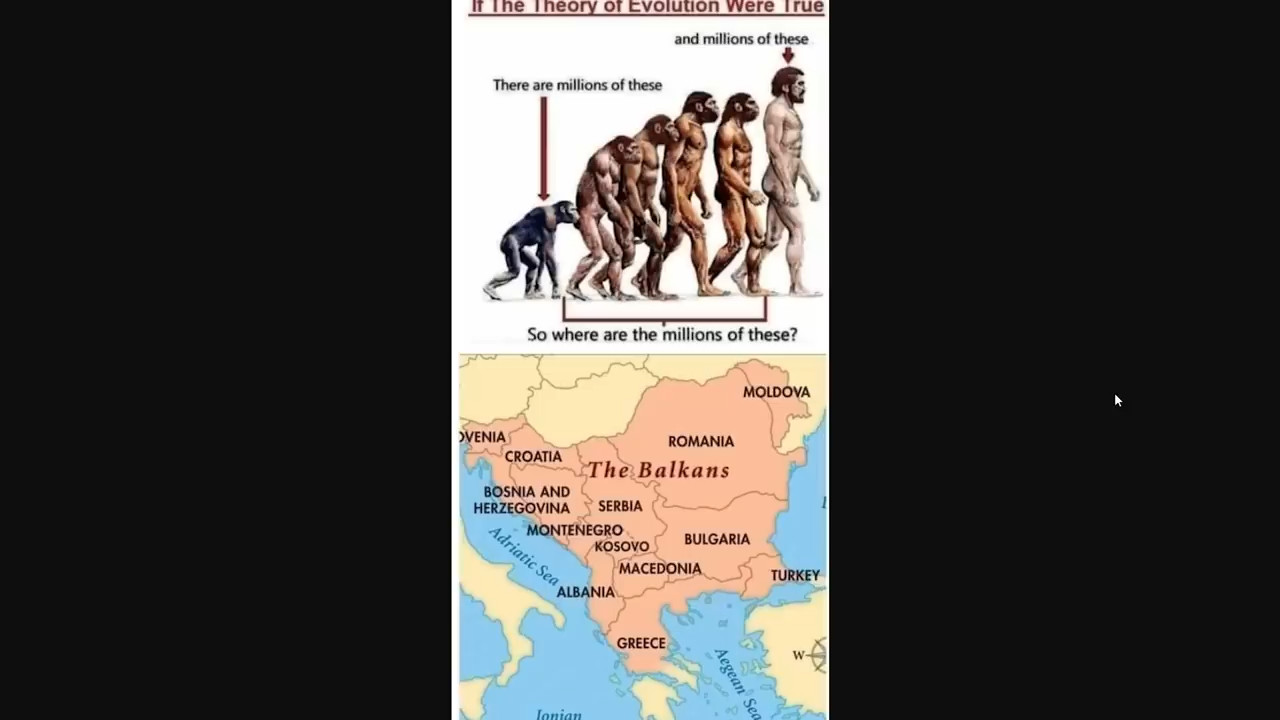 If The Theory of Evolution Were True
and millions of these
There are millions of these
So where are the millions of these?
MOLDOVA
OVENIA
ROMANIA
CROATIA
The Balkans
BOSNIA AND
HERZEGOVINA
SERBIA
MONTENEGRO
KOSOVO
BULGARIA
Adriatic Sea
MACEDONIA
TURKEY
ALBANIA
GREECE
W
Aegean Sea
Ionian